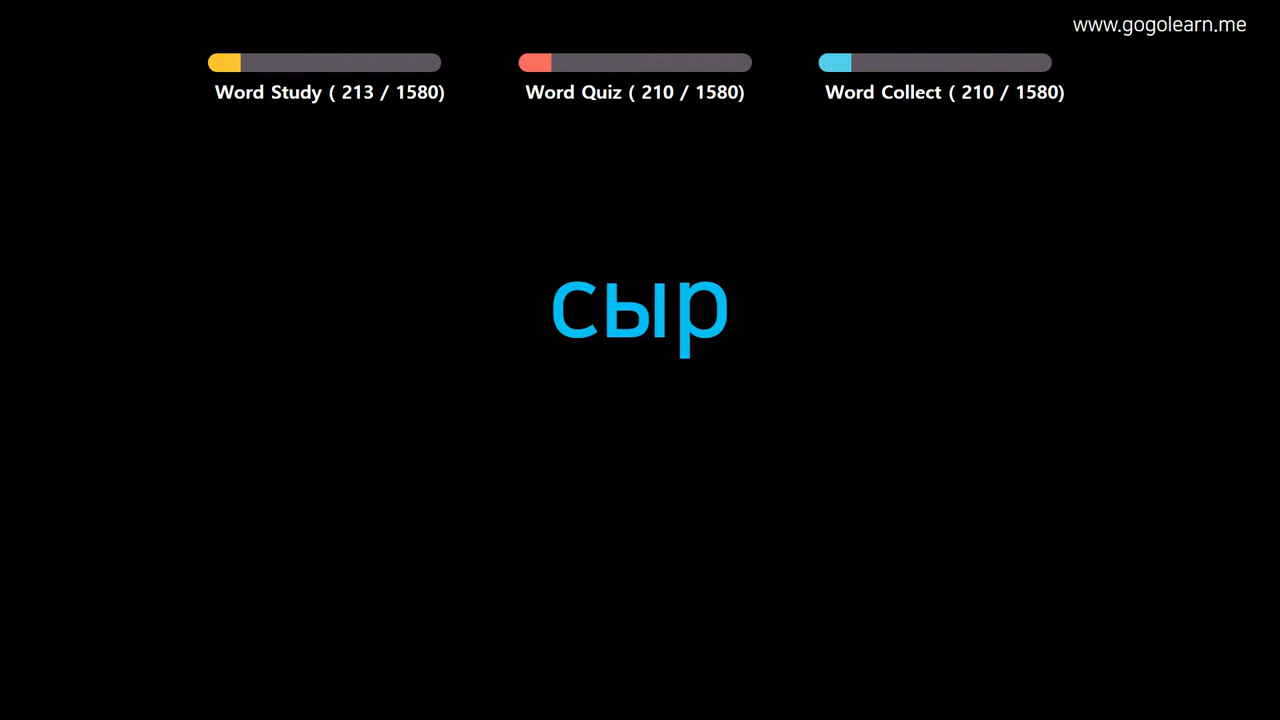 www.gogolearn.me
Word Study ( 213 / 1580)
Word Quiz ( 210 / 1580)
Word Collect ( 210 / 1580)
сыр